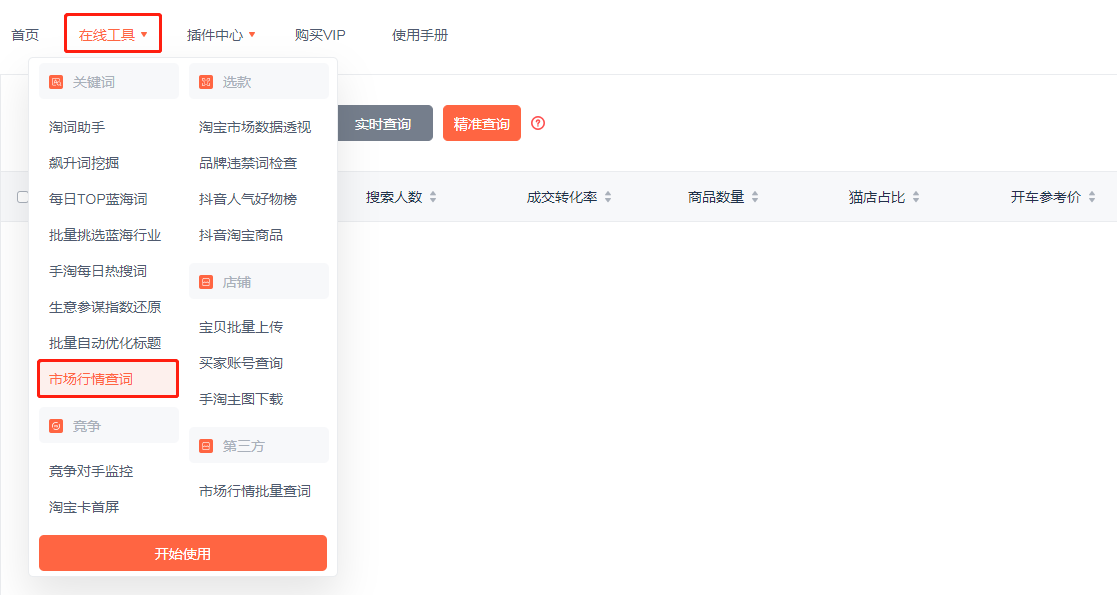 首页 在线工具 插件中心 购买VIP 使用手册
关键词
淘词助手
飙升词挖掘
每日TOP蓝海词
批量挑选蓝海行业
手淘每日热搜词
生意参谋指数还原
批量自动优化标题
市场行情查词
竞争
竞争对手监控
淘宝卡首屏
选款
淘宝市场数据透视
品牌违禁词检查
抖音人气好物榜
抖音淘宝商品
店铺
宝贝批量上传
买家账号查询
手淘主图下载
第三方
市场行情批量查词
开始使用
实时查询 精准查询 ?
搜索人数 成交转化率 商品数量 猫店占比 开车参考价